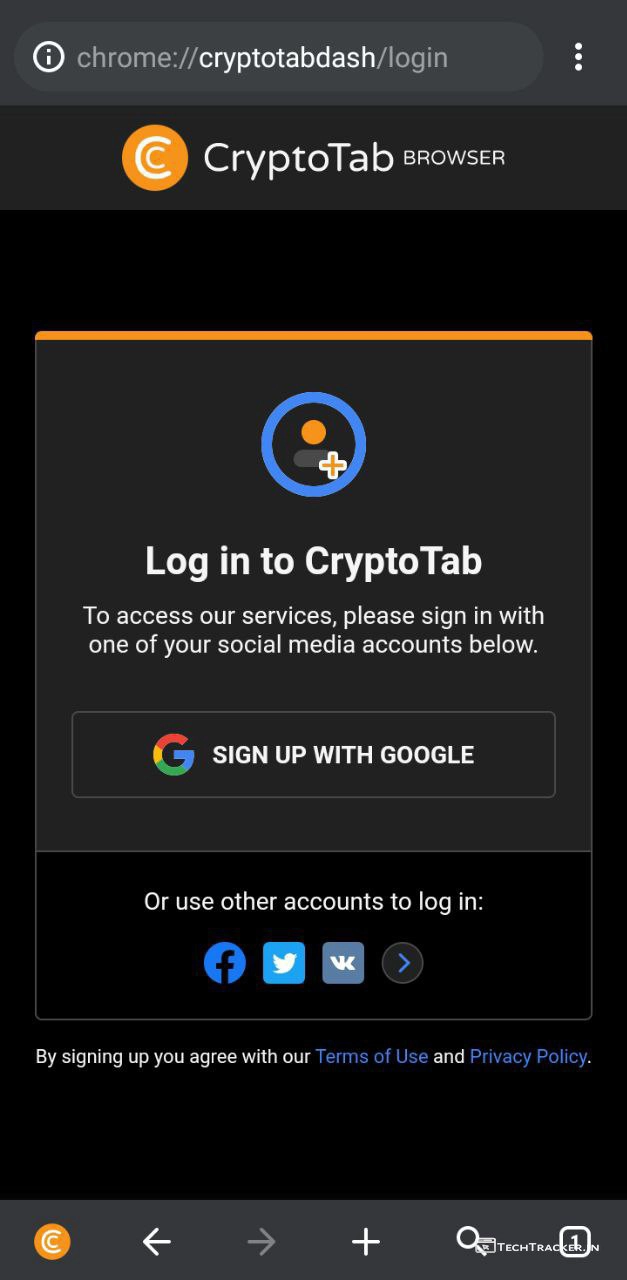 chrome://cryptotabdash/login
CryptoTab BROWSER
Log in to CryptoTab
To access our services, please sign in with
one of your social media accounts below.
SIGN UP WITH GOOGLE
Or use other accounts to log in:
By signing up you agree with our Terms of Use and Privacy Policy.
TECHTRACKER.IN
1